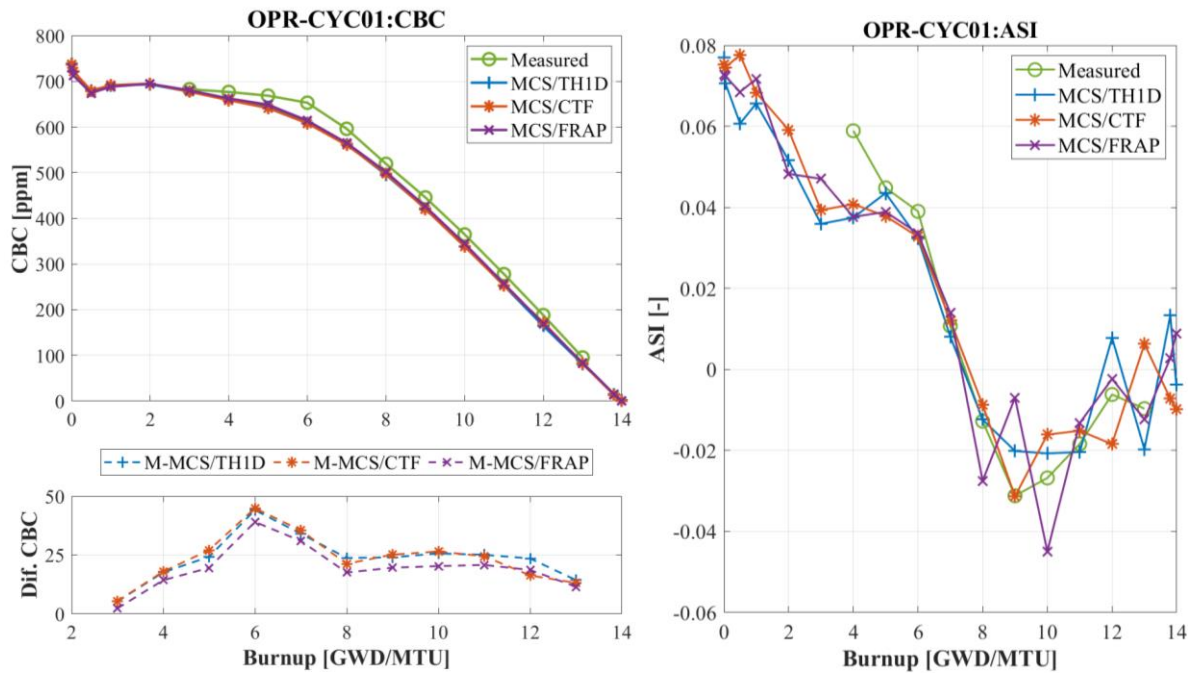 OPR-CYC01:CBC
800
700
600
500
400
300
200
100
0
CBC [ppm]
0 2 4 6 8 10 12 14
Measured
MCS/TH1D
MCS/CTF
MCS/FRAP
M-MCS/TH1D M-MCS/CTF M-MCS/FRAP
50
25
0
Dif. CBC
2 4 6 8 10 12 14
Burnup [GWD/MTU]
OPR-CYC01:ASI
0.08
0.06
0.04
0.02
0
-0.02
-0.04
-0.06
ASI [-]
Measured
MCS/TH1D
MCS/CTF
MCS/FRAP
0 2 4 6 8 10 12 14
Burnup [GWD/MTU]